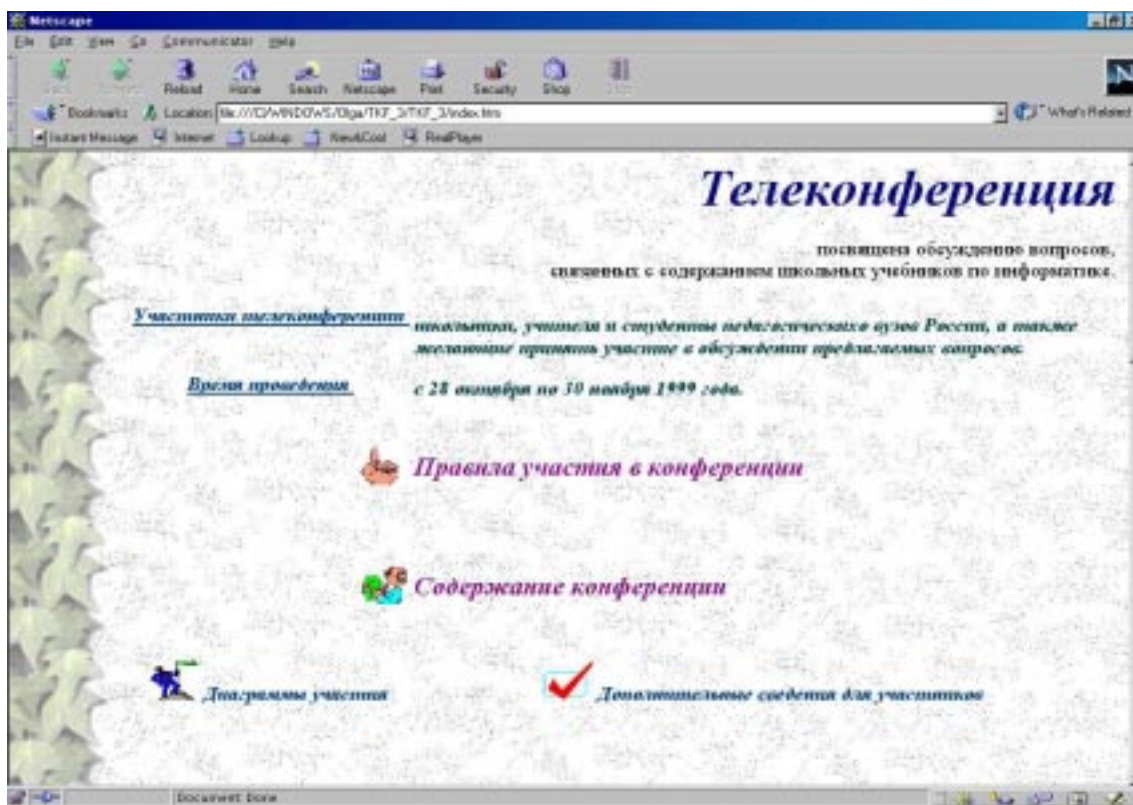 Netscape
File Edit View Go Communicator Help
Reload Home Search Netscape Print Security Shop
Bookmarks Location: file:///C|/WINDOWS/Olga/TKF_3/TKF_3/index.htm What's Related
Instant Message Internet Lookup New&Cool RealPlayer
Телеконференция
посвящена обсуждению вопросов,
связанных с содержанием школьных учебников по информатике.
Участники телеконференции школьники, учителя и студенты педагогических вузов России, а также
желающие принять участие в обсуждении предлагаемых вопросов.
Время проведения с 28 октября по 30 ноября 1999 года.
Правила участия в конференции
Содержание конференции
Диаграммы участия Дополнительные сведения для участников
Document: Done